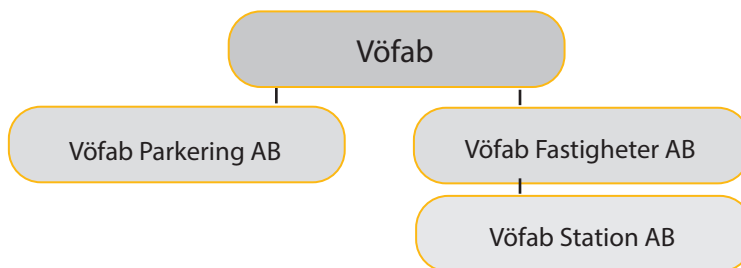 Vöfab
Vöfab Parkering AB
Vöfab Fastigheter AB
Vöfab Station AB